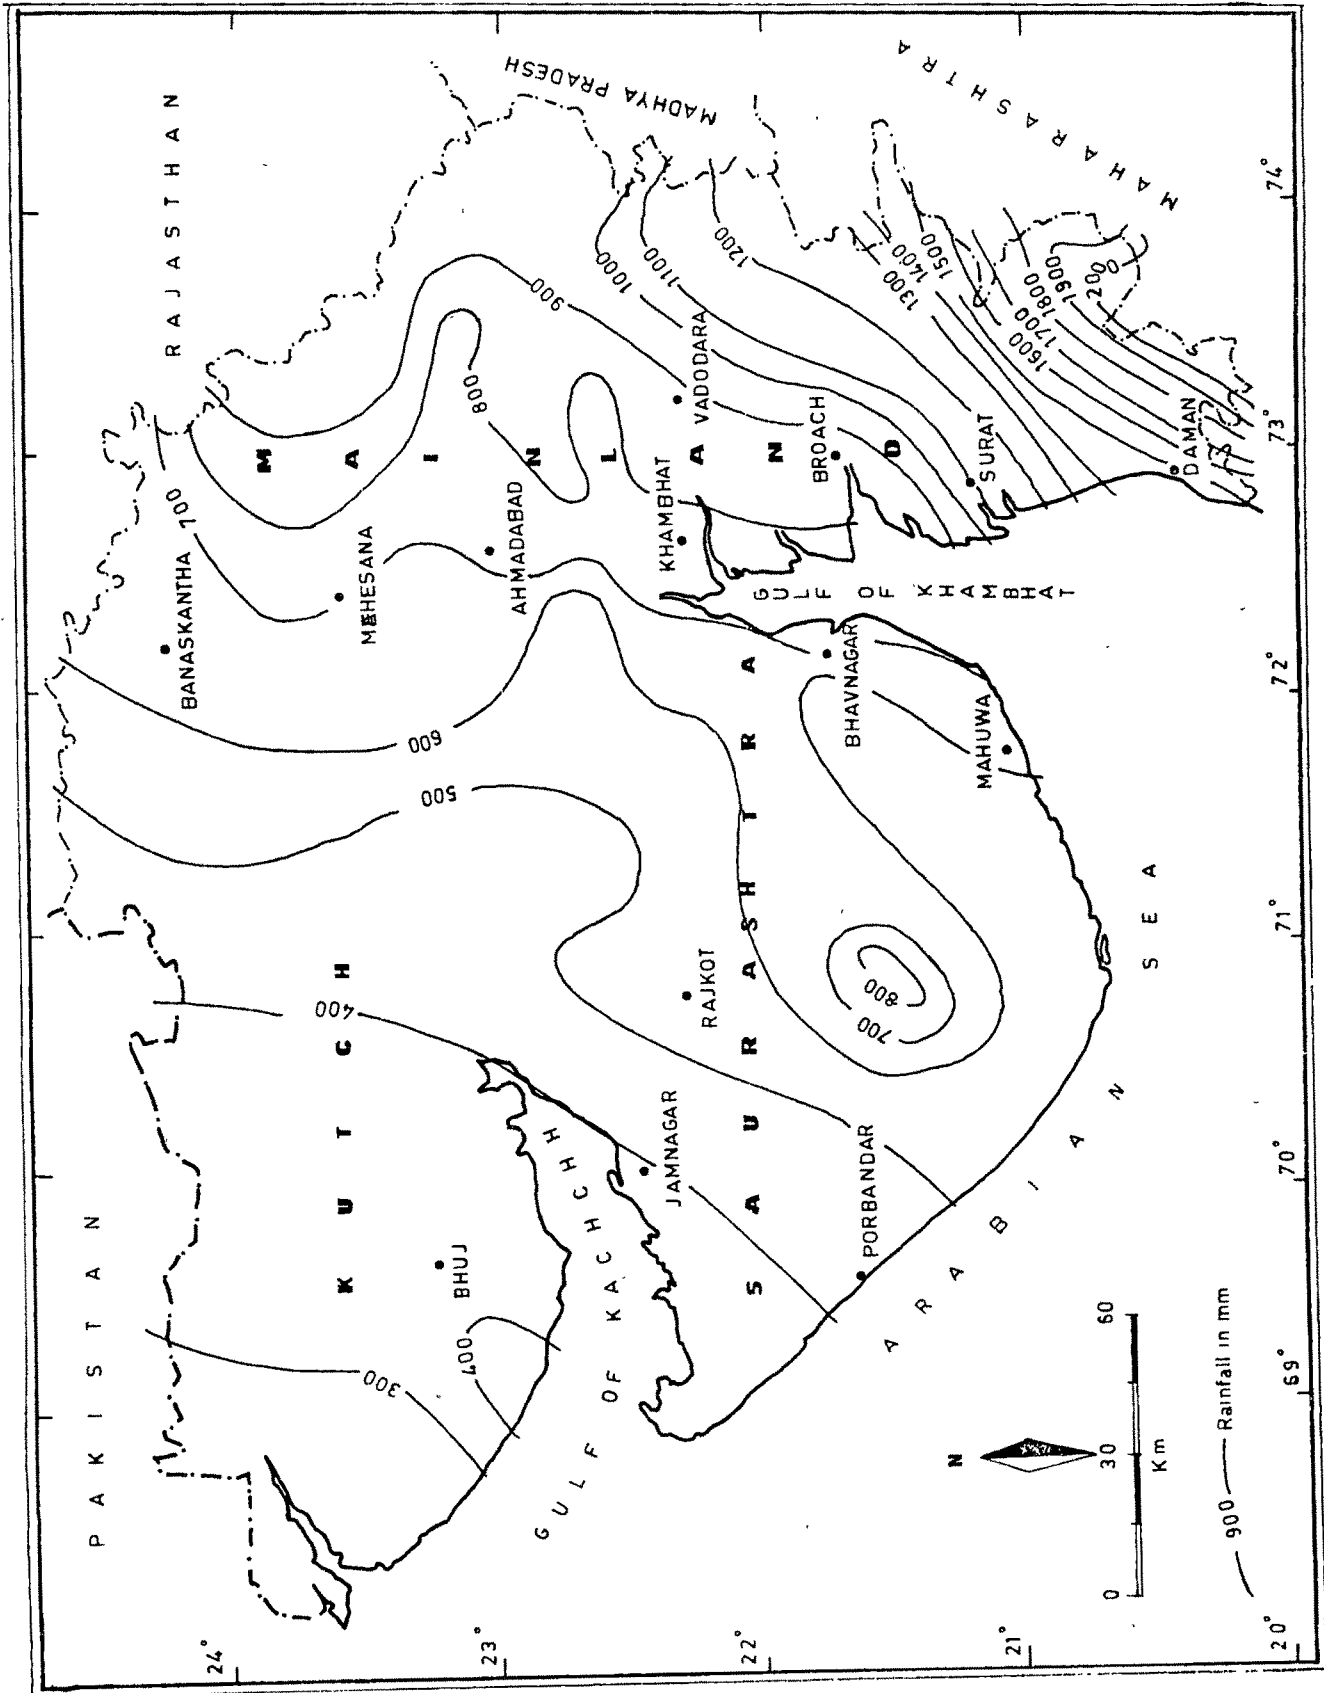 PAKISTAN
RAJASTHAN
MADHYA PRADESH
MAHARASHTRA
KUTCH
MAINLAND
SAURASHTRA
BANASKANTHA
MEHESANA
AHMADABAD
KHAMBHAT
VADODARA
BROACH
SURAT
DAMAN
BHUJ
RAJKOT
JAMNAGAR
PORBANDAR
BHAVNAGAR
MAHUWA
GULF OF KACHCHH
GULF OF KHAMBHAT
ARABIAN SEA
300
400
400
500
600
700
800
900
1000
1100
1200
1300
1400
1500
1600
1700
1800
1900
2000
700
800
24°
23°
22°
21°
20°
69°
70°
71°
72°
73°
74°
N
0 30 60
Km
900 Rainfall in mm